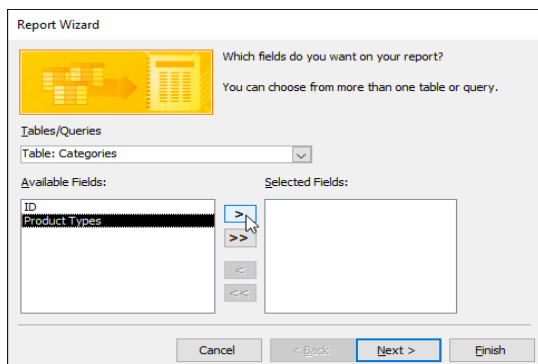 Report Wizard
Which fields do you want on your report?
You can choose from more than one table or query.
Tables/Queries
Table: Categories
Available Fields:
Selected Fields:
ID
Product Types
>
>>
<
<<
Cancel
< Back
Next >
Finish